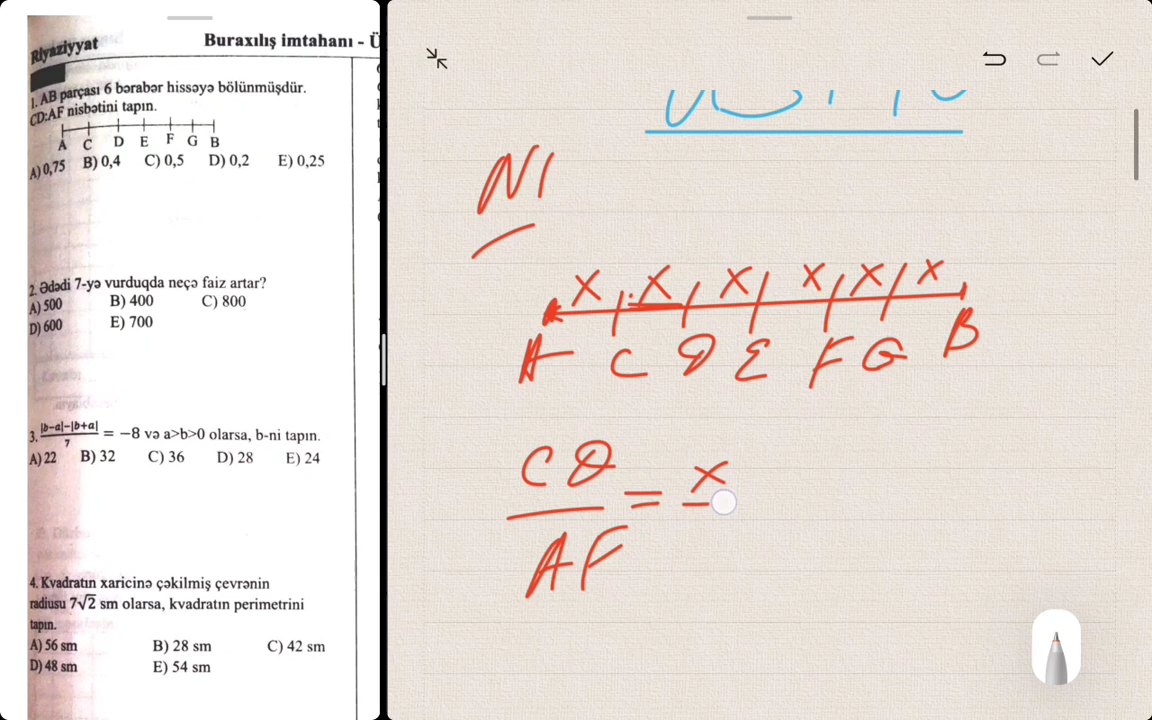 Riyaziyyat
Buraxılış imtahanı - Ü
1. AB parçası 6 bərabər hissəyə bölünmüşdür.
CD:AF nisbətini tapın.
A C D E F G B
A) 0,75 B) 0,4 C) 0,5 D) 0,2 E) 0,25
2. Ədədi 7-yə vurduqda neçə faiz artar?
A) 500 B) 400 C) 800
D) 600 E) 700
3. |b-a|-|b+a| / 7 = -8 və a>b>0 olarsa, b-ni tapın.
A) 22 B) 32 C) 36 D) 28 E) 24
4. Kvadratın xaricinə çəkilmiş çevrənin
radiusu 7√2 sm olarsa, kvadratın perimetrini
tapın.
A) 56 sm B) 28 sm C) 42 sm
D) 48 sm E) 54 sm
N1
x x x x x x
A C D E F G B
CD / AF = x